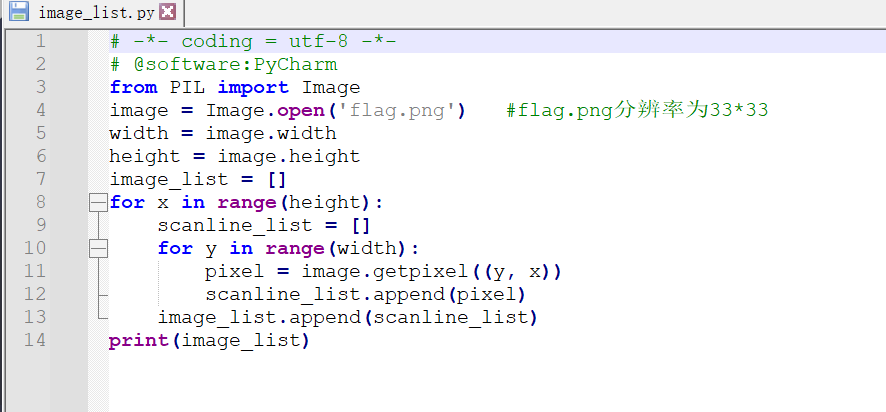 image_list.py
1 # -*- coding = utf-8 -*-
2 # @software:PyCharm
3 from PIL import Image
4 image = Image.open('flag.png')   #flag.png分辨率为33*33
5 width = image.width
6 height = image.height
7 image_list = []
8 for x in range(height):
9     scanline_list = []
10     for y in range(width):
11         pixel = image.getpixel((y, x))
12         scanline_list.append(pixel)
13     image_list.append(scanline_list)
14 print(image_list)